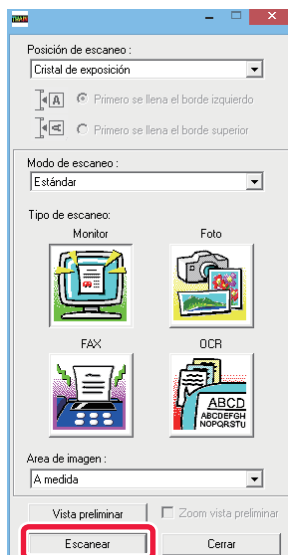 TWAIN
Posición de escaneo :
Cristal de exposición
A Primero se llena el borde izquierdo
A Primero se llena el borde superior
Modo de escaneo :
Estándar
Tipo de escaneo:
Monitor Foto
FAX OCR
ABCD
ABCDEFGH
NOPQRSTU
Area de imagen :
A medida
Vista preliminar Zoom vista preliminar
Escanear Cerrar